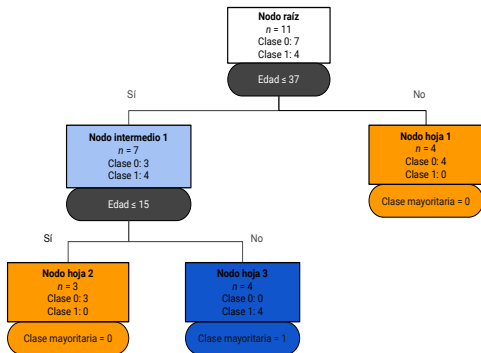 Nodo raíz
n = 11
Clase 0: 7
Clase 1: 4
Edad ≤ 37
Sí
No
Nodo intermedio 1
n = 7
Clase 0: 3
Clase 1: 4
Edad ≤ 15
Nodo hoja 1
n = 4
Clase 0: 4
Clase 1: 0
Clase mayoritaria = 0
Sí
No
Nodo hoja 2
n = 3
Clase 0: 3
Clase 1: 0
Clase mayoritaria = 0
Nodo hoja 3
n = 4
Clase 0: 0
Clase 1: 4
Clase mayoritaria = 1